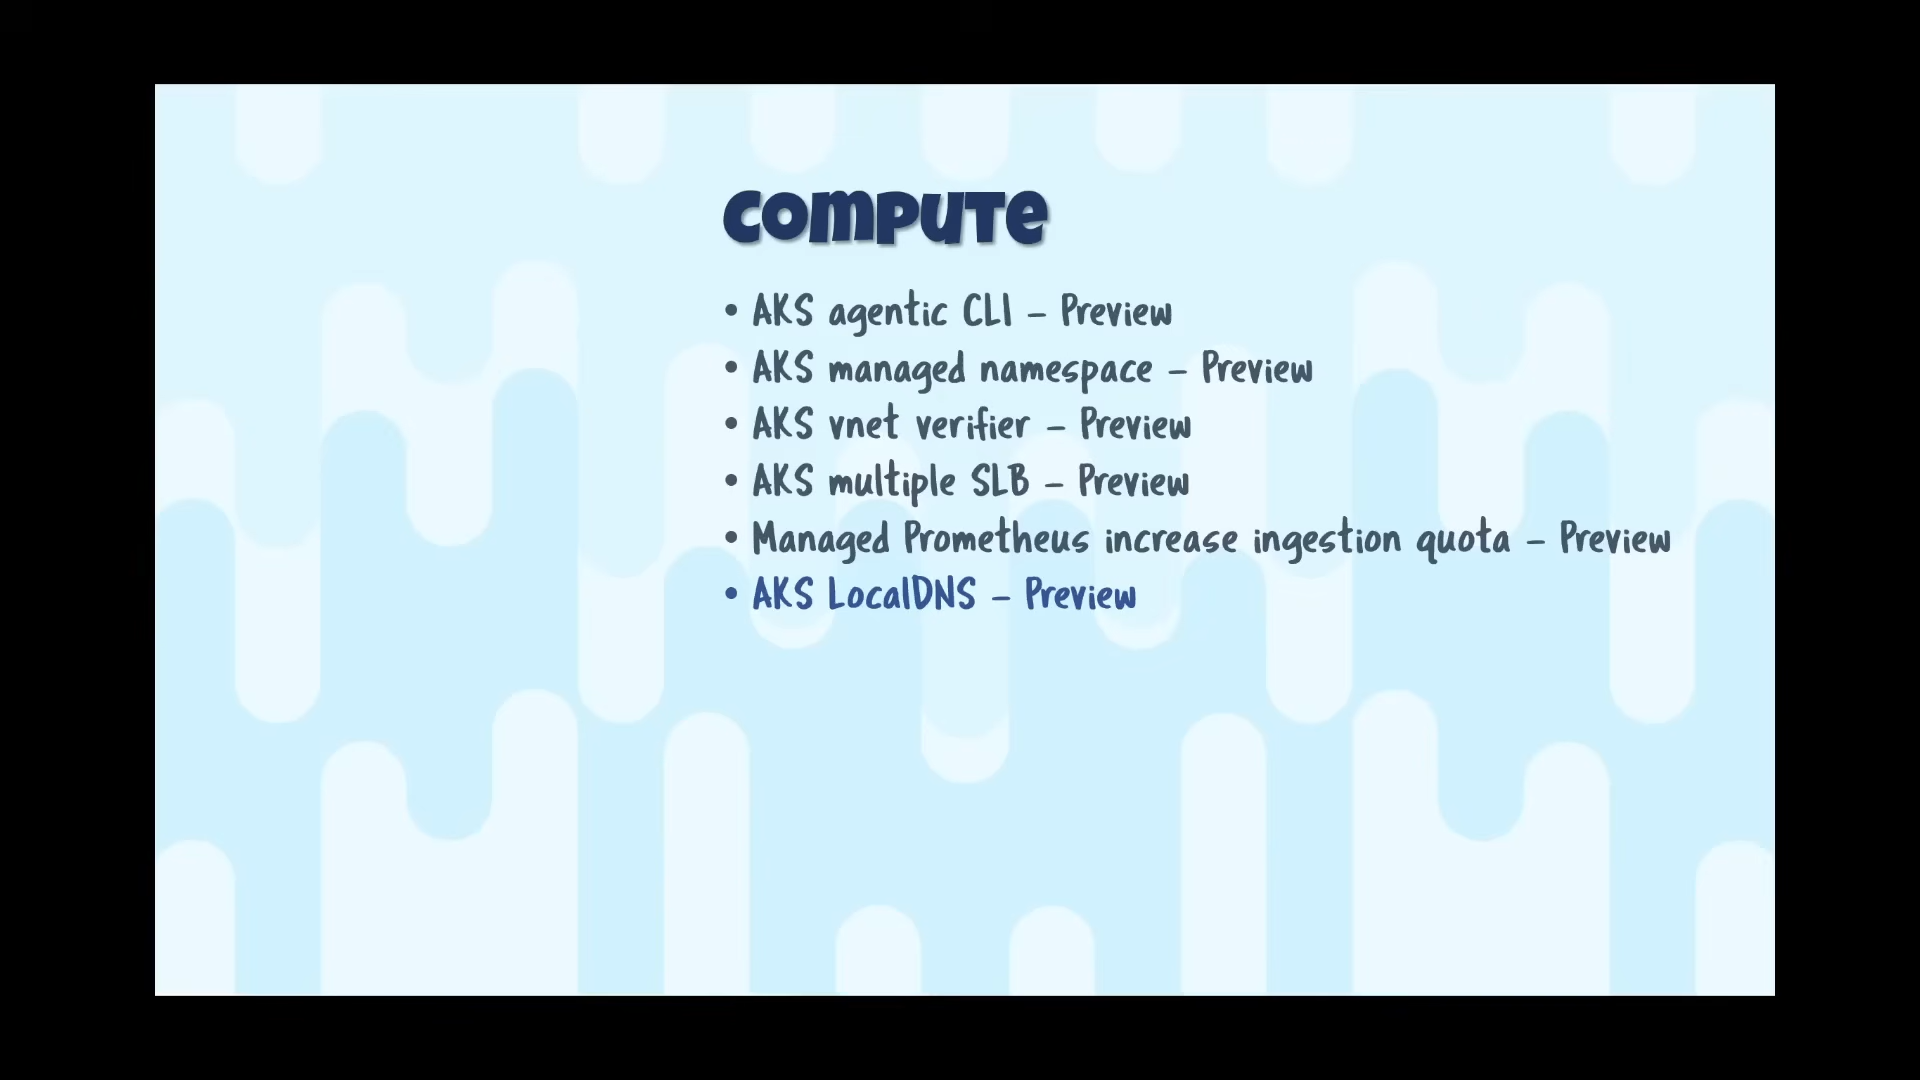 COMPUTE
• AKS agentic CLI – Preview
• AKS managed namespace – Preview
• AKS vnet verifier – Preview
• AKS multiple SLB – Preview
• Managed Prometheus increase ingestion quota – Preview
• AKS LocalDNS – Preview